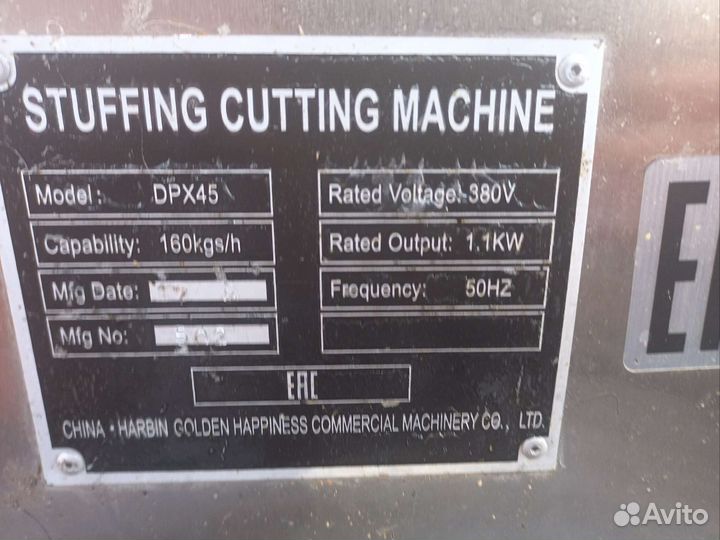 STUFFING CUTTING MACHINE
Model: DPX45
Rated Voltage: 380V
Capability: 160kgs/h
Rated Output: 1.1KW
Mfg Date:
Frequency: 50HZ
Mfg No: 502
EAC
CHINA · HARBIN GOLDEN HAPPINESS COMMERCIAL MACHINERY CO., LTD.
Avito